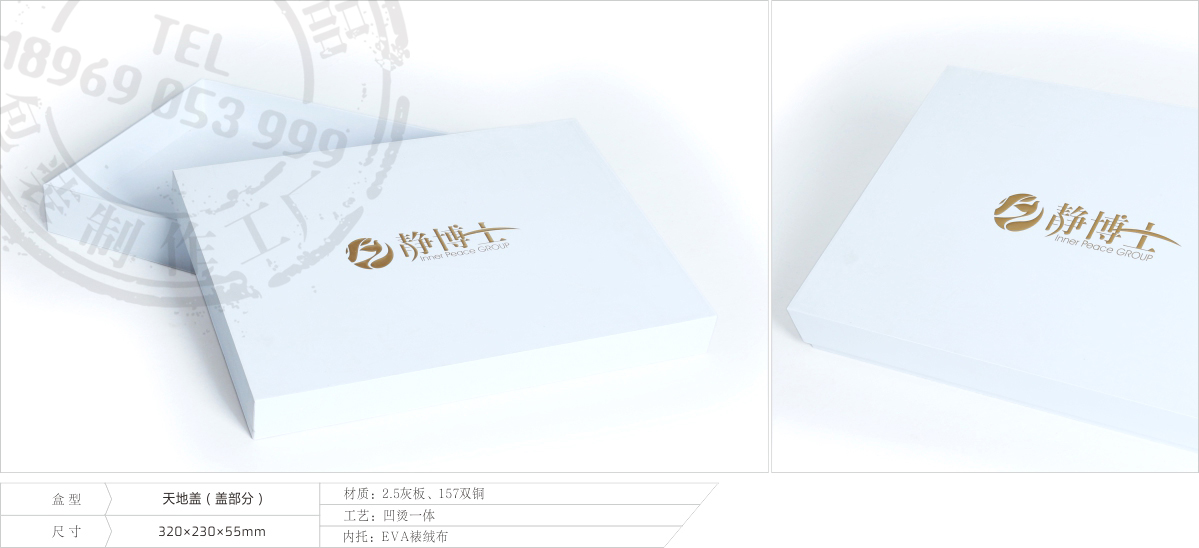 TEL
18969 053 999
仓
制作工厂
静博士
Inner Peace GROUP
静博士
Inner Peace GROUP
盒型
天地盖（盖部分）
尺寸
320×230×55mm
材质：2.5灰板、157双铜
工艺：凹烫一体
内托：EVA裱绒布